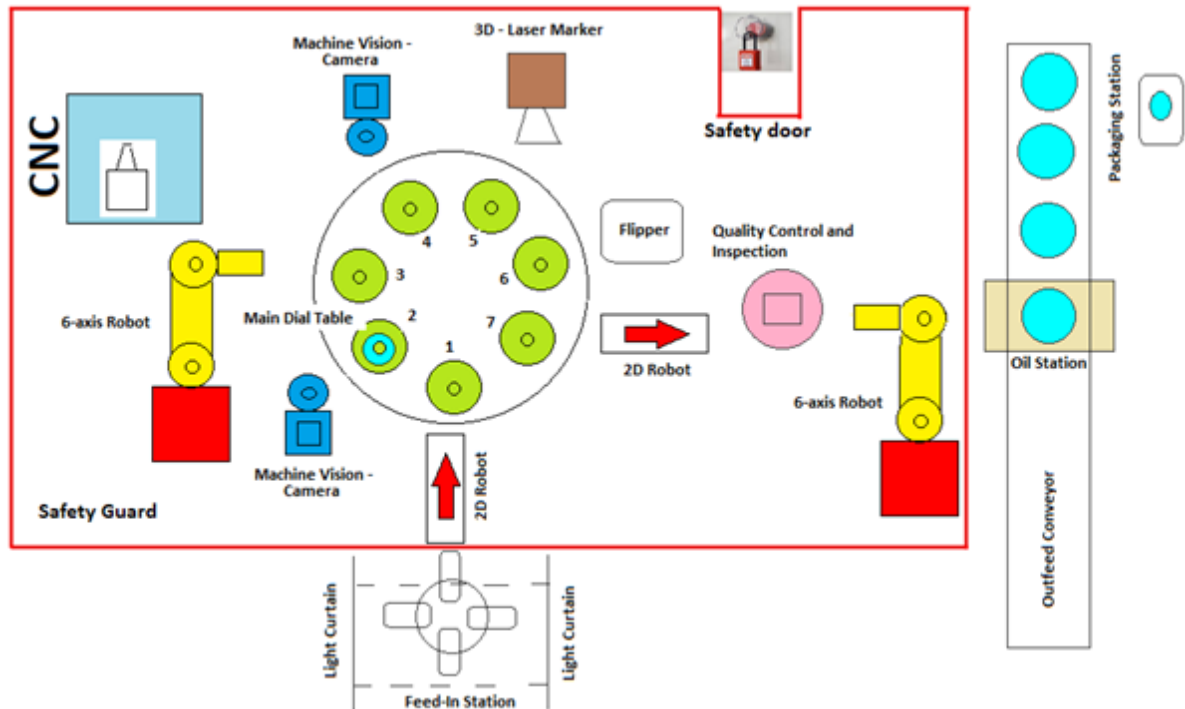 3D - Laser Marker
Machine Vision -
Camera
CNC
Safety door
Packaging Station
4
5
Flipper
Quality Control and
Inspection
3
6
6-axis Robot
Main Dial Table
2
7
1
2D Robot
Oil Station
6-axis Robot
Machine Vision -
Camera
2D Robot
Safety Guard
Outfeed Conveyor
Light Curtain
Light Curtain
Feed-In Station